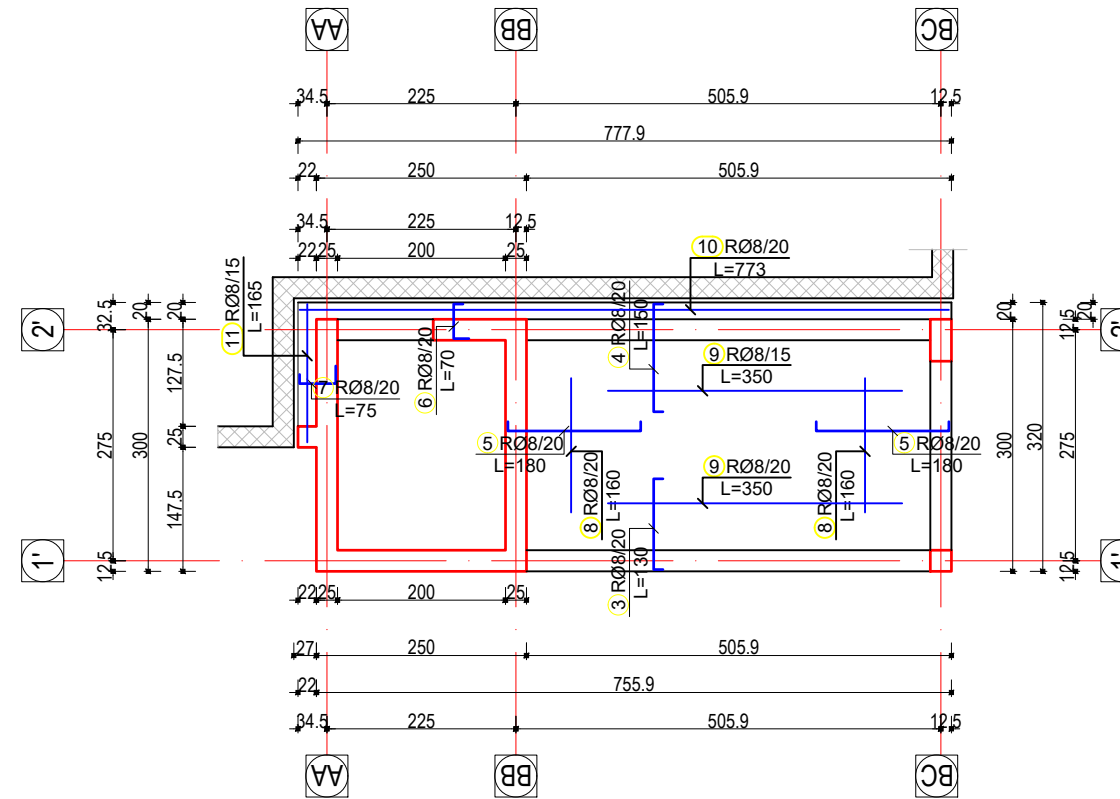 AA
BB
BC
34.5 225 505.9 12.5
777.9
22 250 505.9
34.5 225 12.5
22 25 200 25
10 RØ8/20
L=773
11 RØ8/15
L=165
4 RØ8/20
L=150
6 RØ8/20
L=70
9 RØ8/15
L=350
7 RØ8/20
L=75
5 RØ8/20
L=180
5 RØ8/20
L=180
8 RØ8/20
L=160
9 RØ8/20
L=350
8 RØ8/20
L=160
3 RØ8/20
L=130
2'
1'
32.5 275 12.5
20 300
20 127.5 25 147.5
20 300
320
12.5 275 12.5
20
20
2'
1'
22 25 200 25
27 250 505.9
22 755.9
34.5 225 505.9 12.5
AA
BB
BC